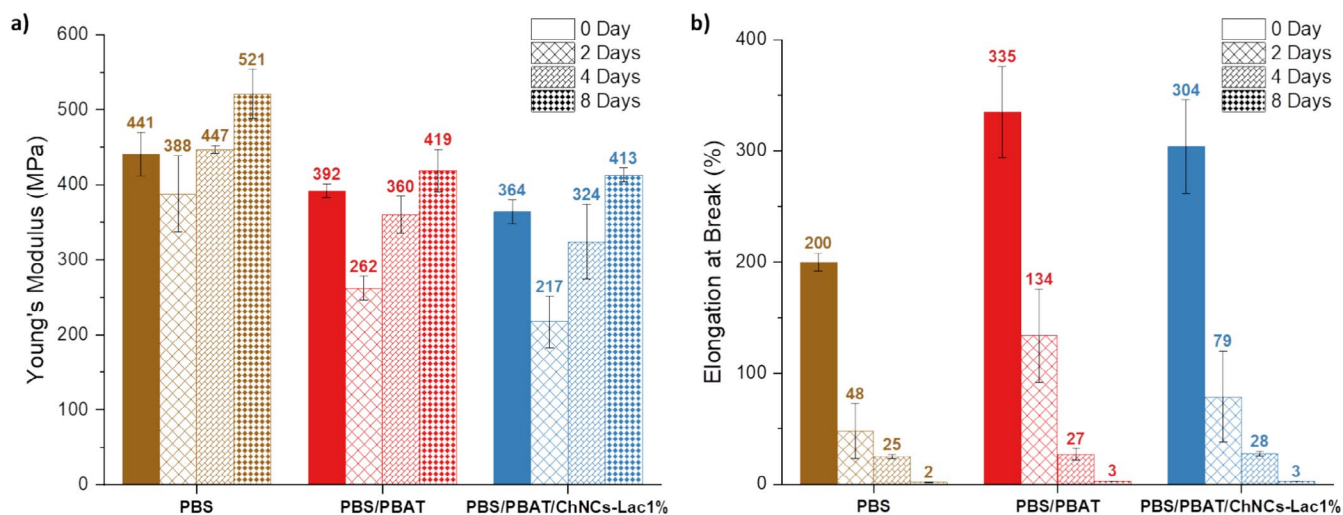 a)
600
500
400
300
200
100
0
Young's Modulus (MPa)
0 Day
2 Days
4 Days
8 Days
441
388
447
521
392
262
360
419
364
217
324
413
PBS
PBS/PBAT
PBS/PBAT/ChNCs-Lac1%
b)
400
300
200
100
0
Elongation at Break (%)
0 Day
2 Days
4 Days
8 Days
200
48
25
2
335
134
27
3
304
79
28
3
PBS
PBS/PBAT
PBS/PBAT/ChNCs-Lac1%